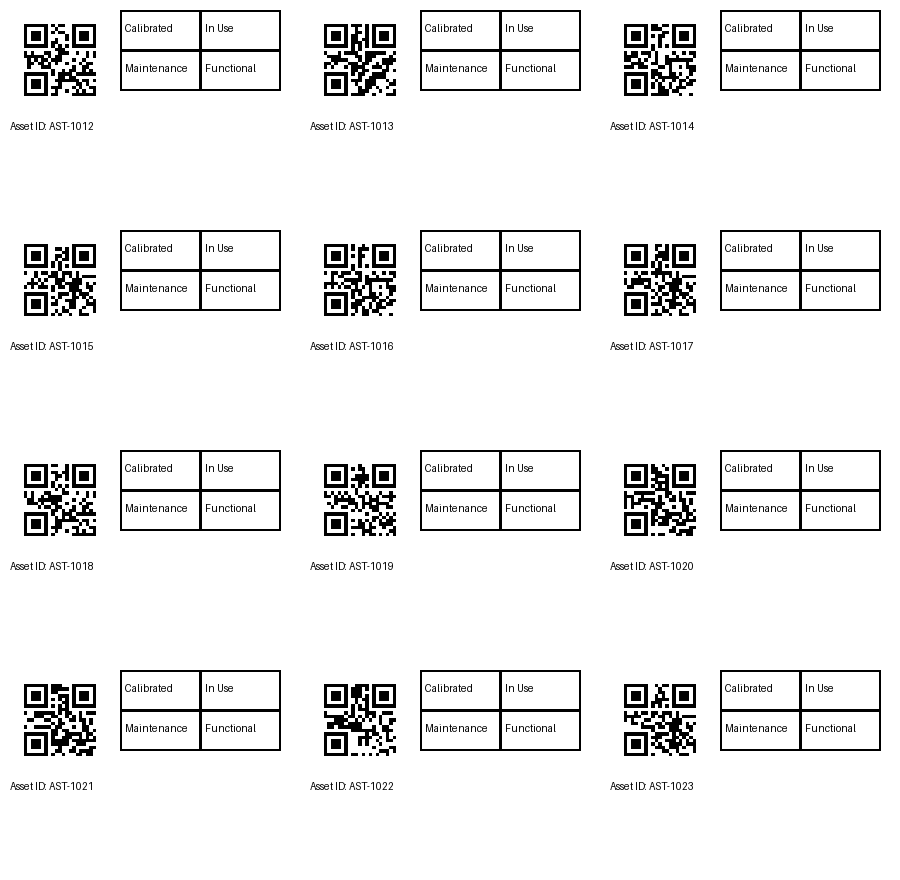 Calibrated In Use Calibrated In Use Calibrated In Use
Maintenance Functional Maintenance Functional Maintenance Functional
Asset ID: AST-1012 Asset ID: AST-1013 Asset ID: AST-1014
Calibrated In Use Calibrated In Use Calibrated In Use
Maintenance Functional Maintenance Functional Maintenance Functional
Asset ID: AST-1015 Asset ID: AST-1016 Asset ID: AST-1017
Calibrated In Use Calibrated In Use Calibrated In Use
Maintenance Functional Maintenance Functional Maintenance Functional
Asset ID: AST-1018 Asset ID: AST-1019 Asset ID: AST-1020
Calibrated In Use Calibrated In Use Calibrated In Use
Maintenance Functional Maintenance Functional Maintenance Functional
Asset ID: AST-1021 Asset ID: AST-1022 Asset ID: AST-1023